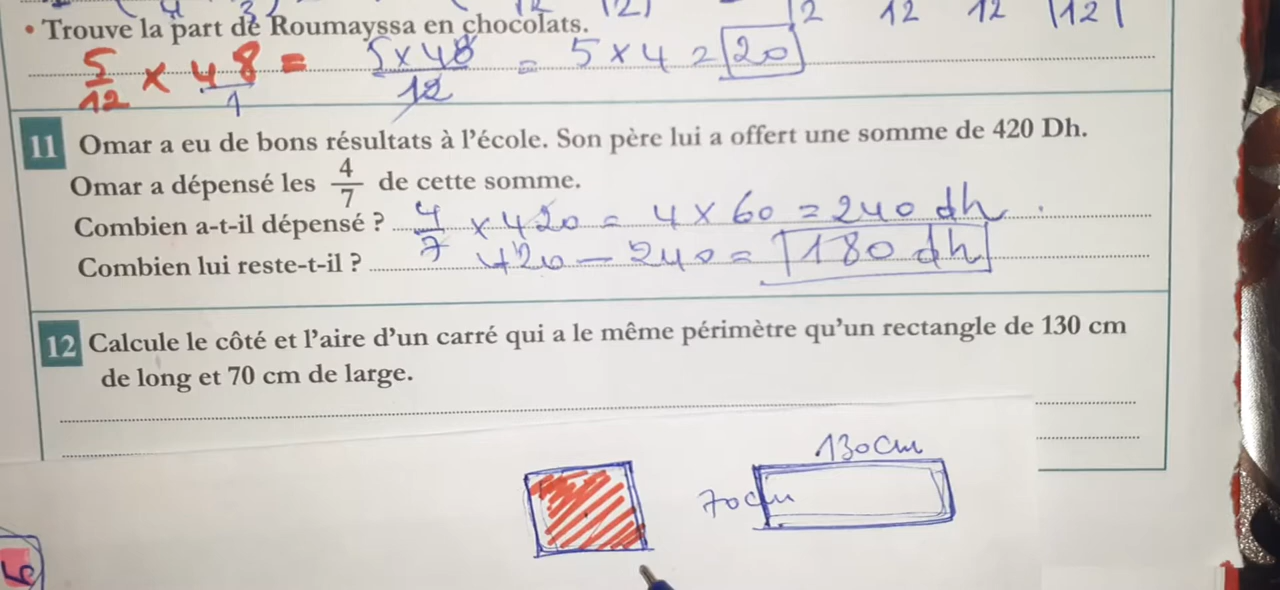 • Trouve la part de Roumayssa en chocolats.
5/12 × 48/1 = 5 × 48/12 = 5 × 4 = 20
11 Omar a eu de bons résultats à l'école. Son père lui a offert une somme de 420 Dh.
Omar a dépensé les 4/7 de cette somme.
Combien a-t-il dépensé ? 4/7 × 420 = 4 × 60 = 240 dh
Combien lui reste-t-il ? 420 - 240 = 180 dh
12 Calcule le côté et l'aire d'un carré qui a le même périmètre qu'un rectangle de 130 cm
de long et 70 cm de large.
130 cm
70 cm